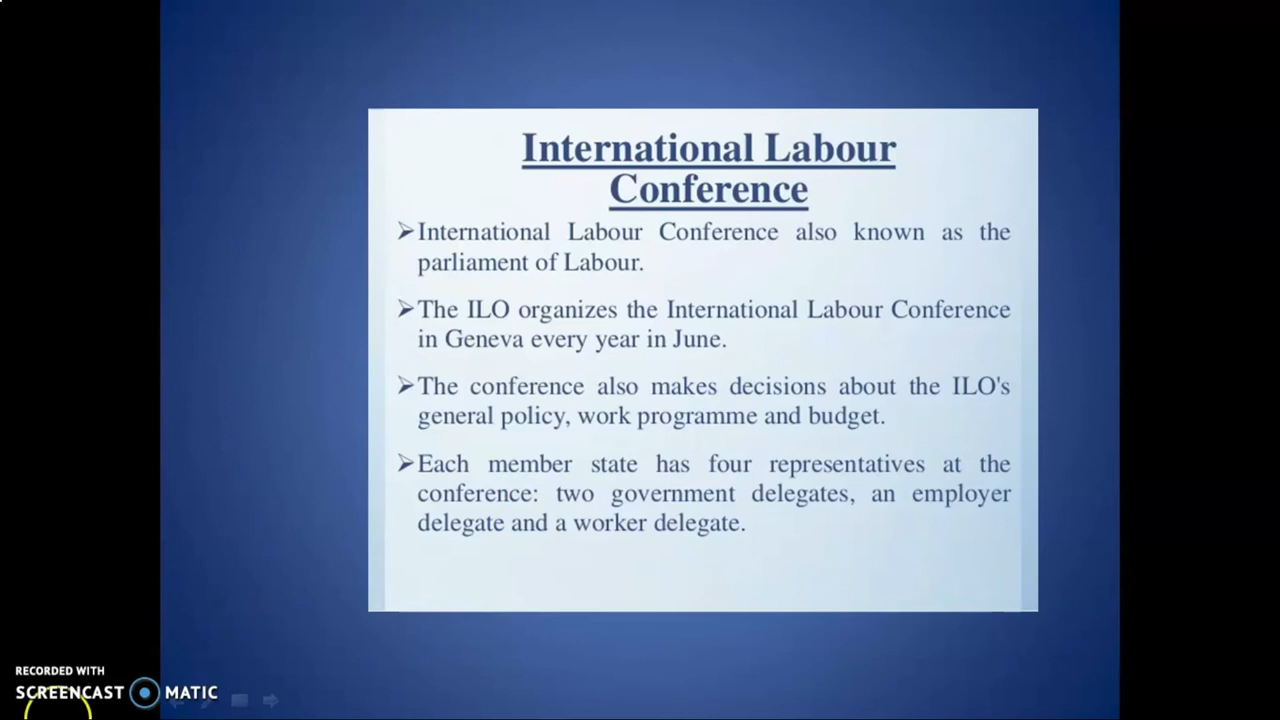 International Labour
Conference
➢International Labour Conference also known as the
parliament of Labour.
➢The ILO organizes the International Labour Conference
in Geneva every year in June.
➢The conference also makes decisions about the ILO's
general policy, work programme and budget.
➢Each member state has four representatives at the
conference: two government delegates, an employer
delegate and a worker delegate.
RECORDED WITH
SCREENCAST MATIC